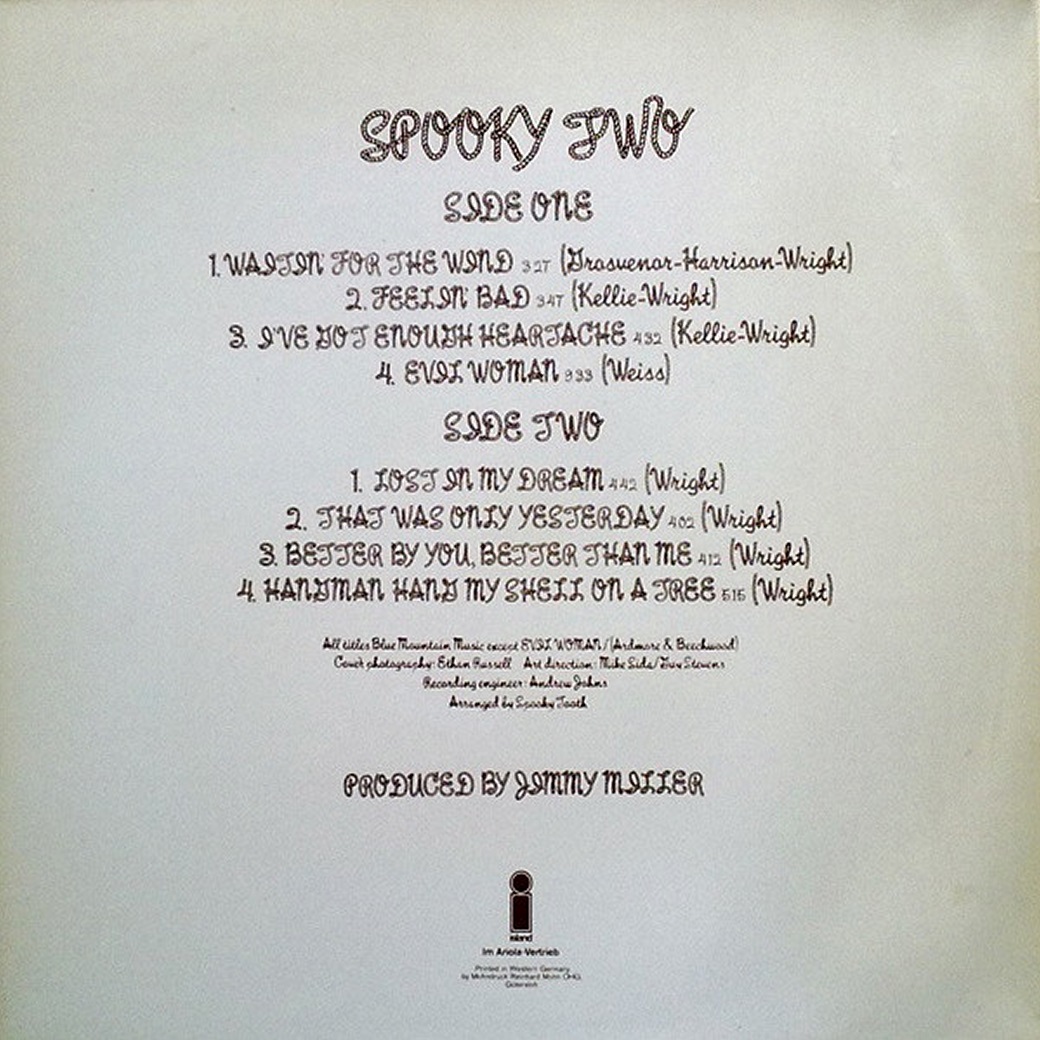 SPOOKY TWO
SIDE ONE
1. WAITIN' FOR THE WIND 3 27 (Grosvenor-Harrison-Wright)
2. FEELIN' BAD 3 47 (Kellie-Wright)
3. I'VE GOT ENOUGH HEARTACHE 4 32 (Kellie-Wright)
4. EVIL WOMAN 9 33 (Weiss)
SIDE TWO
1. LOST IN MY DREAM 4 42 (Wright)
2. THAT WAS ONLY YESTERDAY 4 02 (Wright)
3. BETTER BY YOU, BETTER THAN ME 4 12 (Wright)
4. HANGMAN HANG MY SHELL ON A TREE 5 15 (Wright)
All titles Blue Mountain Music except EVIL WOMAN/(Ardmore & Beechwood)
Cover photography: Ethan Russell Art direction: Mike Sida/Guy Stevens
Recording engineer: Andrew Johns
Arranged by Spooky Tooth
PRODUCED BY JIMMY MILLER
island
Im Ariola-Vertrieb
Printed in Western Germany
by Mohndruck Reinhard Mohn OHG,
Gütersloh